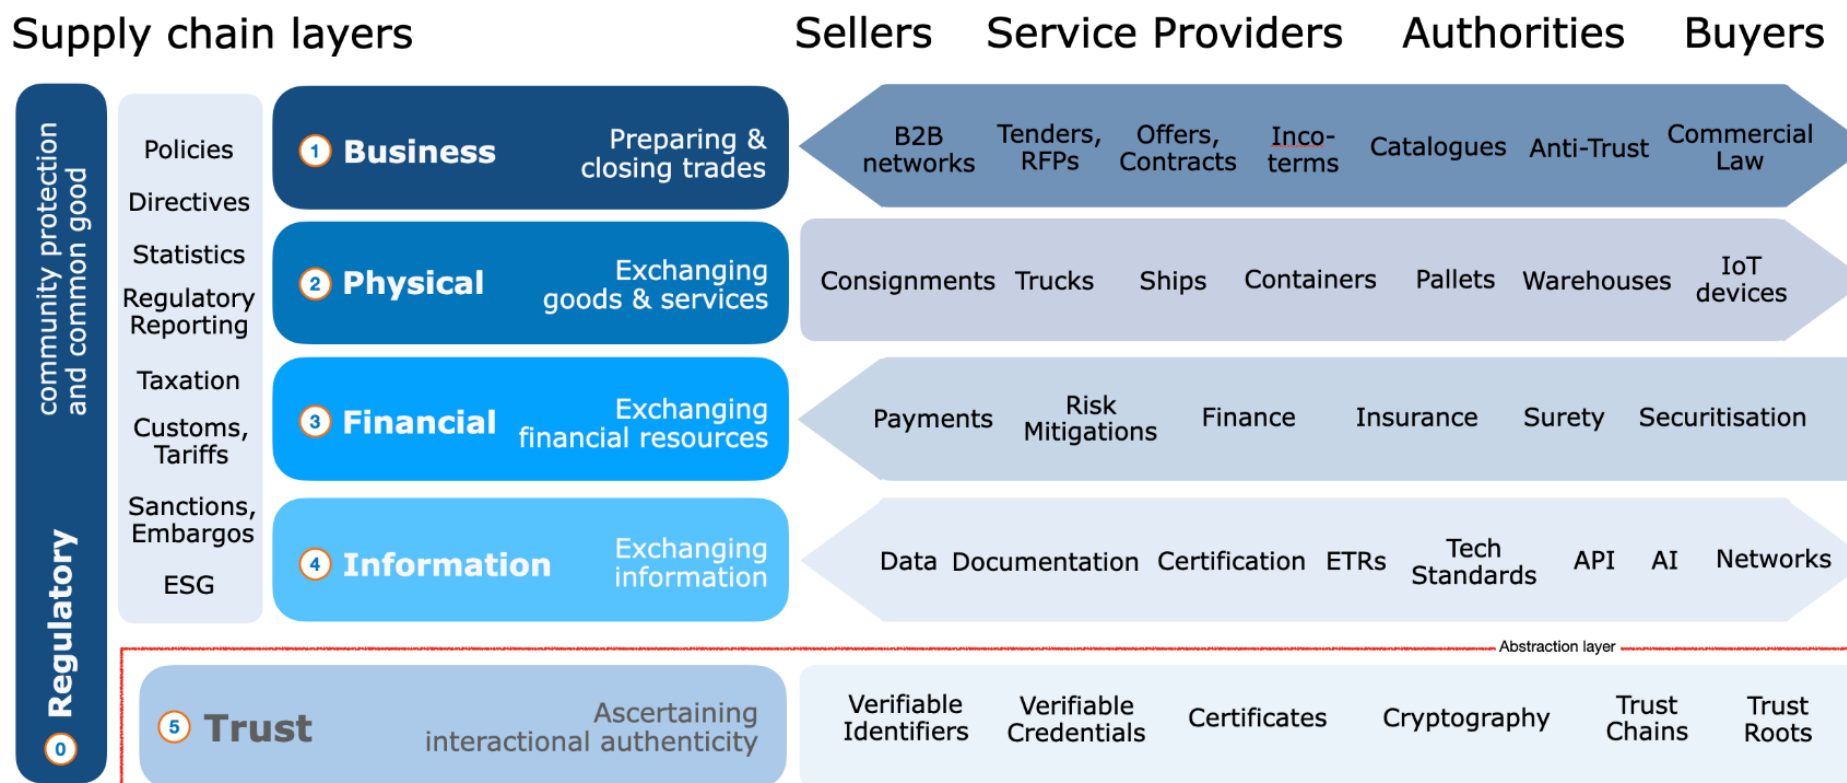 Supply chain layers
Sellers
Service Providers
Authorities
Buyers
community protection
and common good
Regulatory
0
Policies
Directives
Statistics
Regulatory
Reporting
Taxation
Customs,
Tariffs
Sanctions,
Embargos
ESG
1
Business
Preparing &
closing trades
B2B
networks
Tenders,
RFPs
Offers,
Contracts
Inco-
terms
Catalogues
Anti-Trust
Commercial
Law
2
Physical
Exchanging
goods & services
Consignments
Trucks
Ships
Containers
Pallets
Warehouses
IoT
devices
3
Financial
Exchanging
financial resources
Payments
Risk
Mitigations
Finance
Insurance
Surety
Securitisation
4
Information
Exchanging
information
Data
Documentation
Certification
ETRs
Tech
Standards
API
AI
Networks
Abstraction layer
5
Trust
Ascertaining
interactional authenticity
Verifiable
Identifiers
Verifiable
Credentials
Certificates
Cryptography
Trust
Chains
Trust
Roots